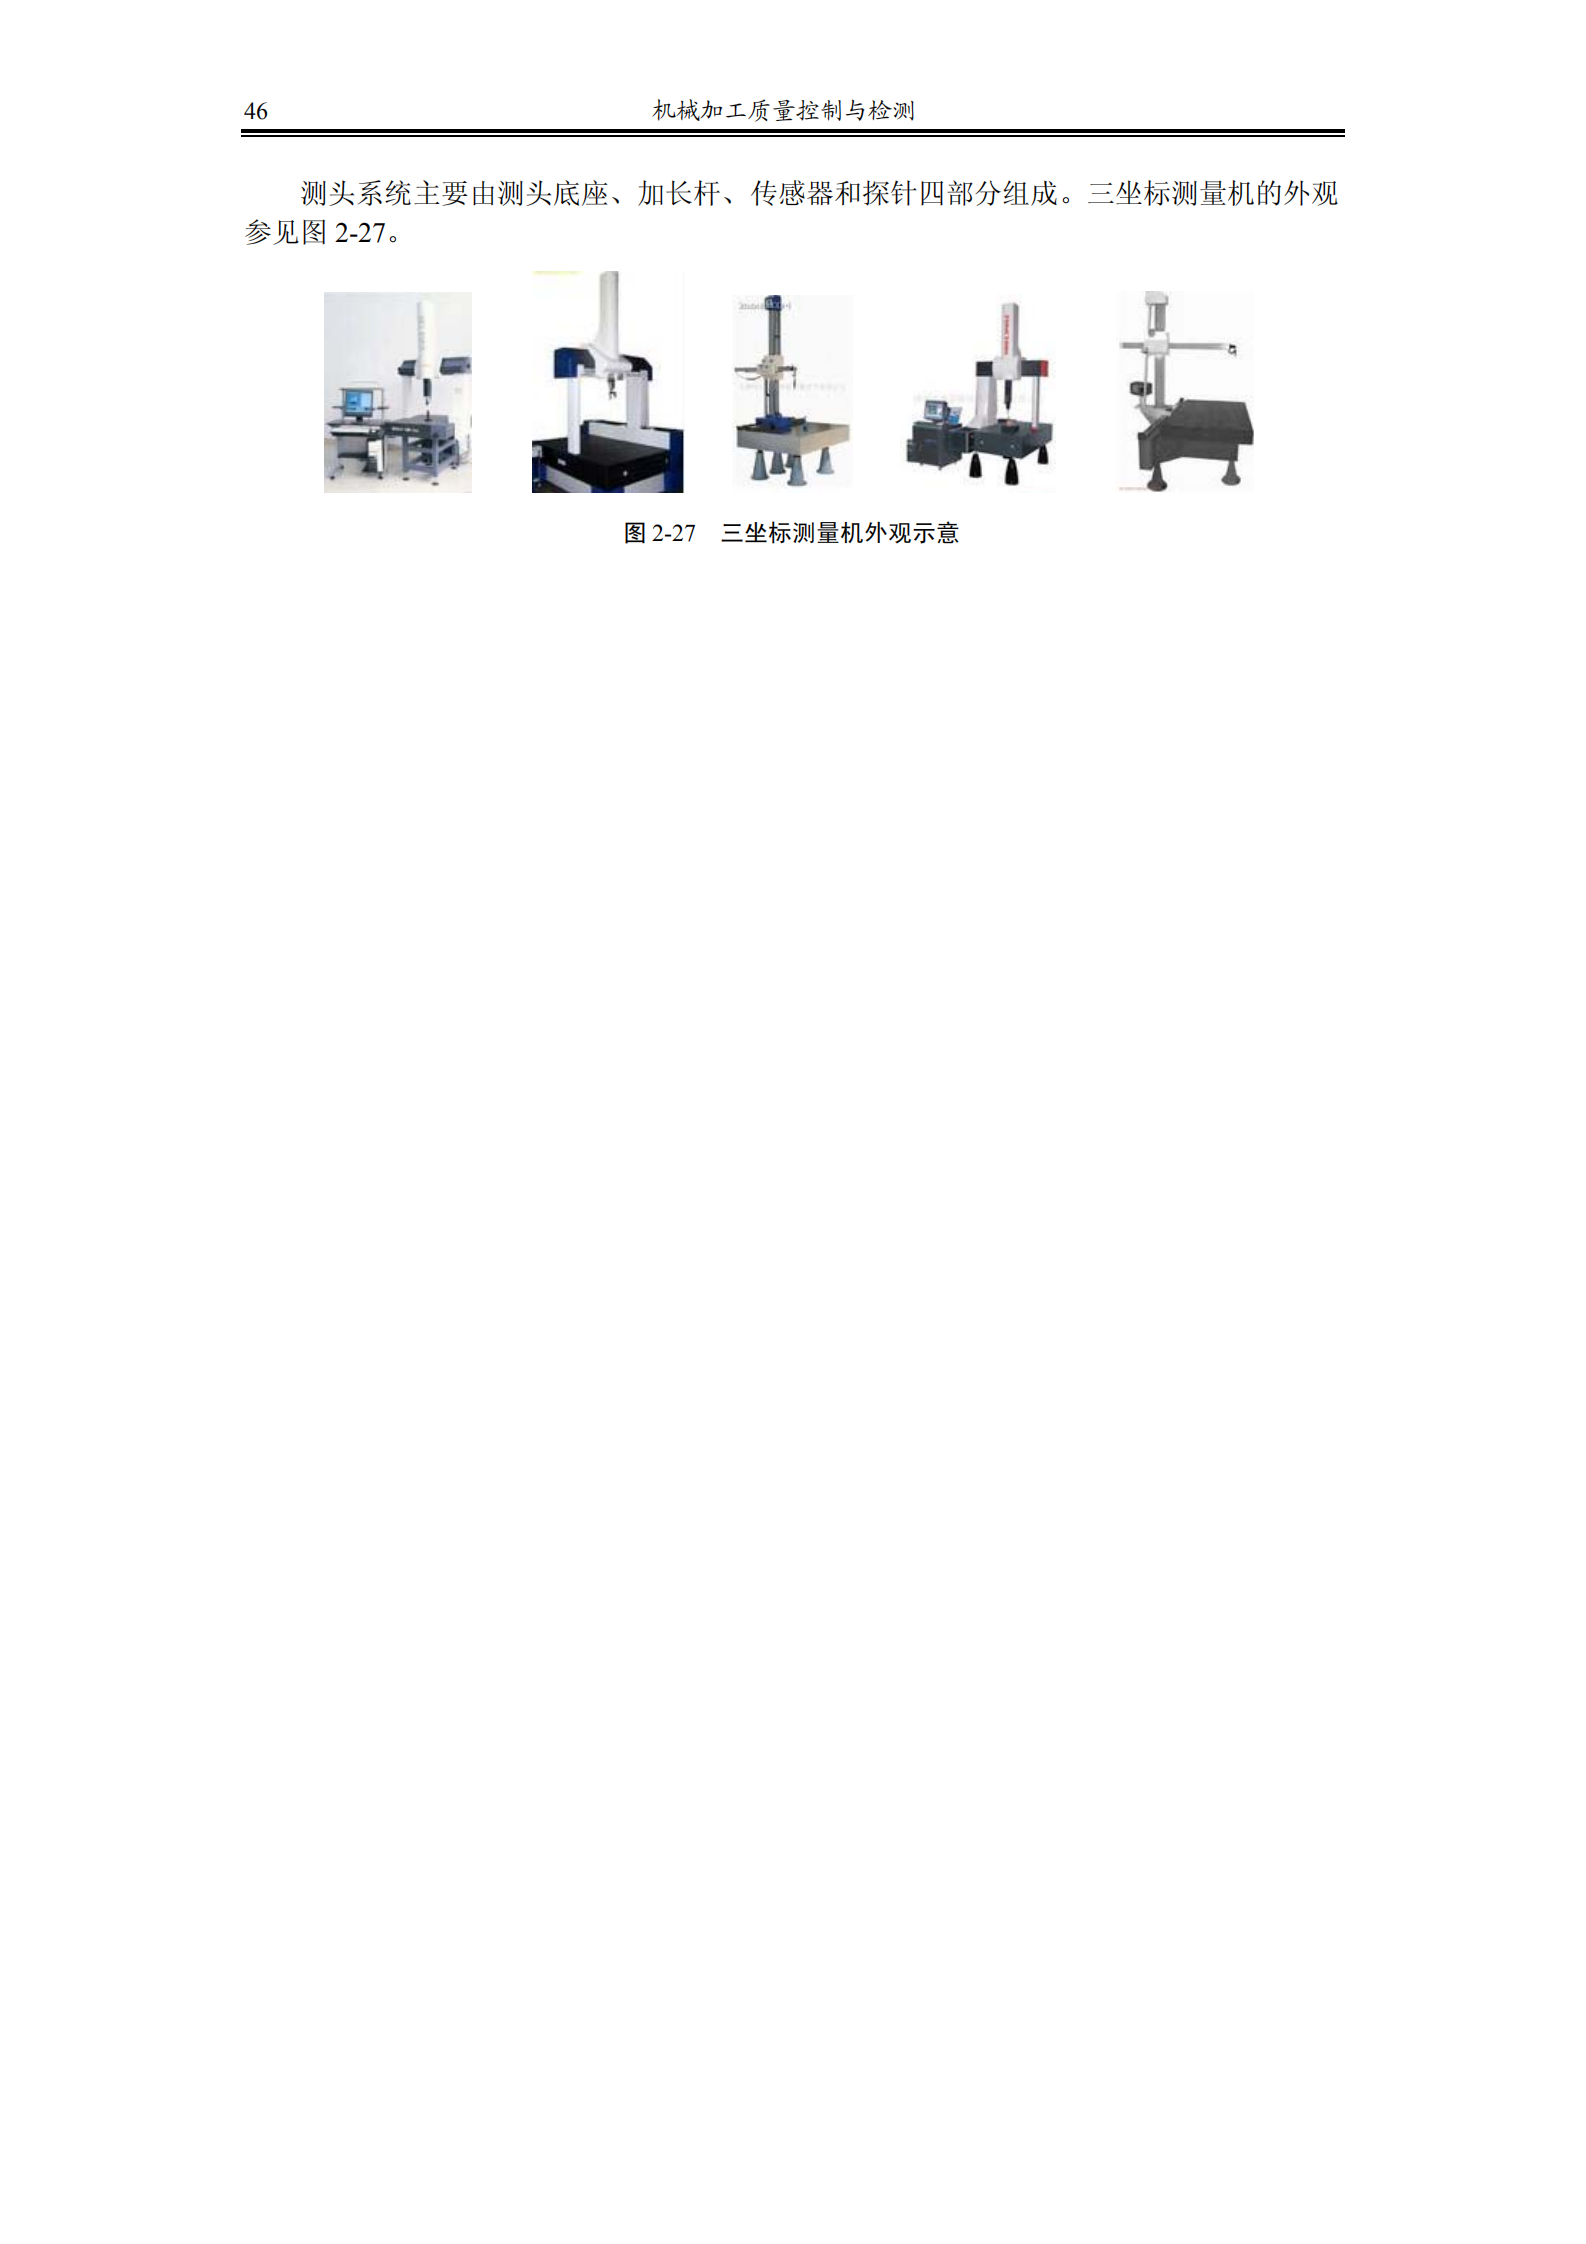 46 机械加工质量控制与检测
测头系统主要由测头底座、加长杆、传感器和探针四部分组成。三坐标测量机的外观
参见图 2-27。
图 2-27 三坐标测量机外观示意